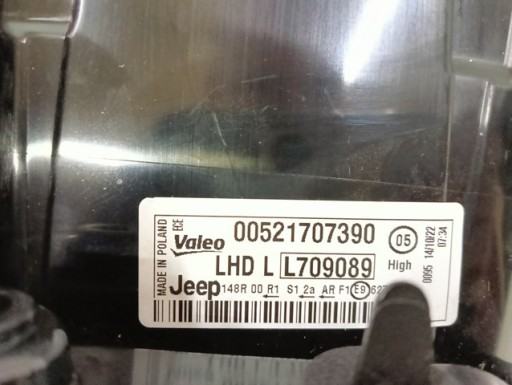 MADE IN POLAND
ECE
Valeo 00521707390 05
LHD L L709089 High
Jeep 148R 00 R1 S1 2a AR F1 E9
0095 14/10/22
07:34